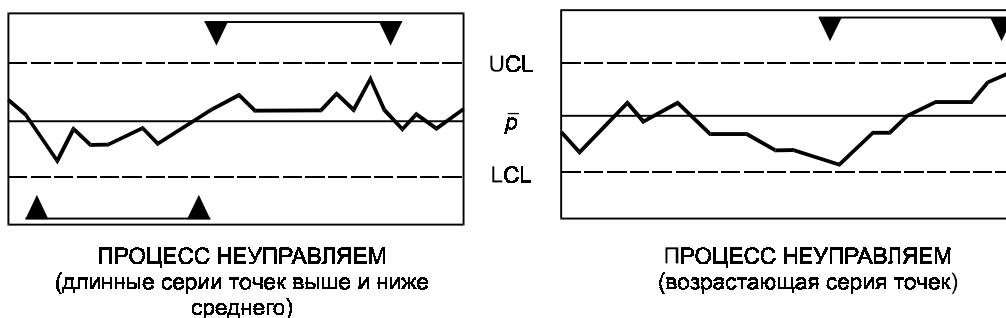 UCL
p̅
LCL
ПРОЦЕСС НЕУПРАВЛЯЕМ
(длинные серии точек выше и ниже
среднего)
ПРОЦЕСС НЕУПРАВЛЯЕМ
(возрастающая серия точек)